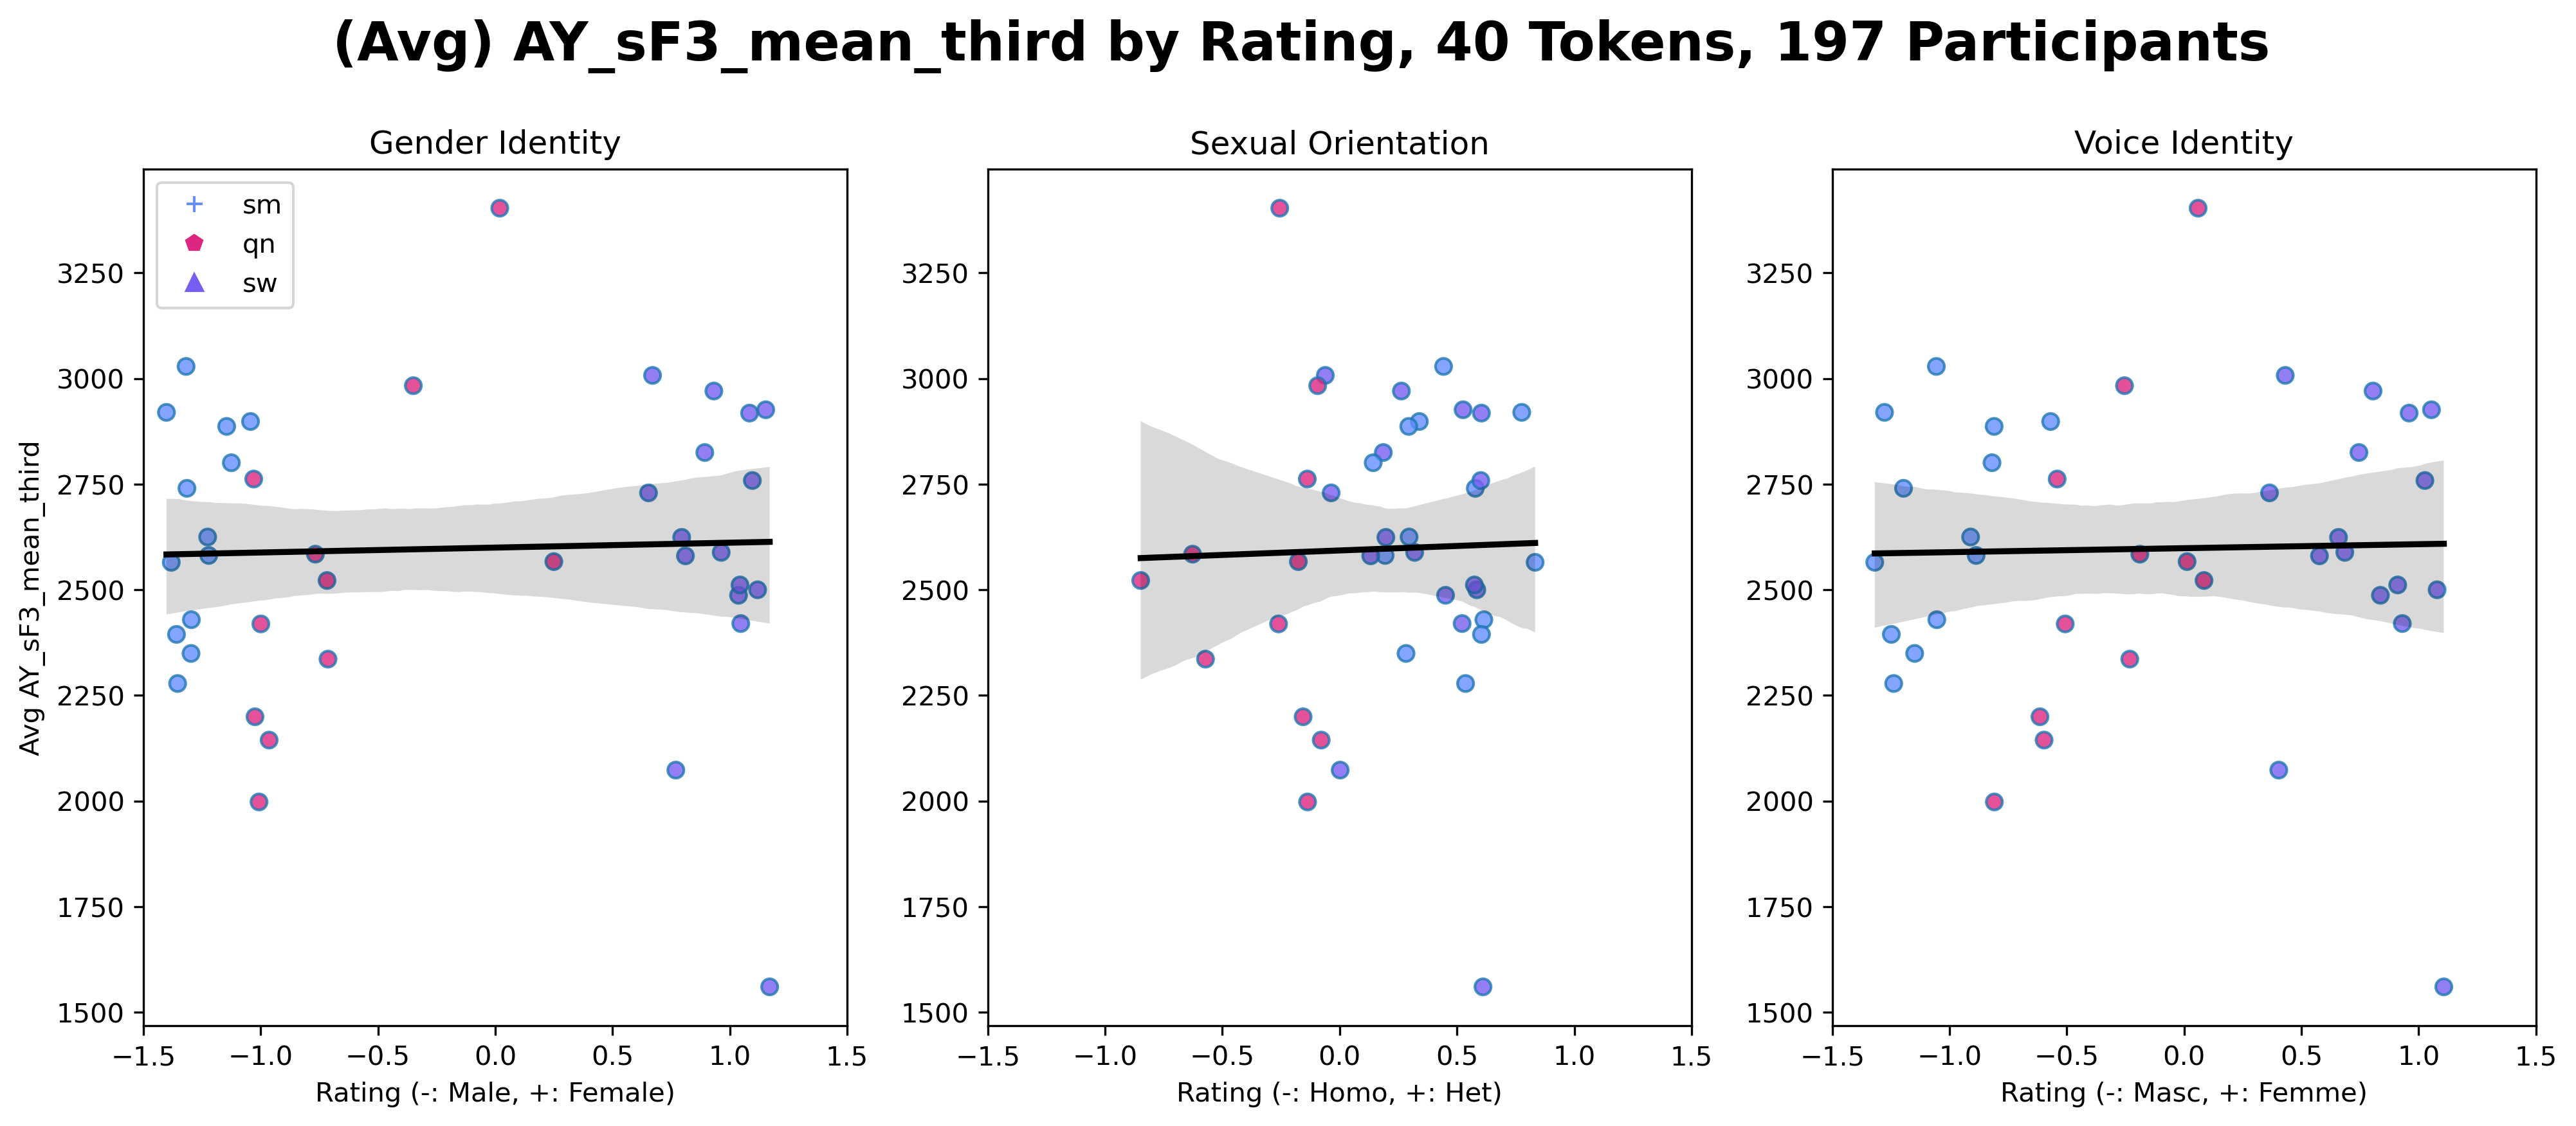 (Avg) AY_sF3_mean_third by Rating, 40 Tokens, 197 Participants
Gender Identity
sm
qn
sw
Avg AY_sF3_mean_third
3250
3000
2750
2500
2250
2000
1750
1500
−1.5 −1.0 −0.5 0.0 0.5 1.0 1.5
Rating (-: Male, +: Female)
Sexual Orientation
3250
3000
2750
2500
2250
2000
1750
1500
−1.5 −1.0 −0.5 0.0 0.5 1.0 1.5
Rating (-: Homo, +: Het)
Voice Identity
3250
3000
2750
2500
2250
2000
1750
1500
−1.5 −1.0 −0.5 0.0 0.5 1.0 1.5
Rating (-: Masc, +: Femme)